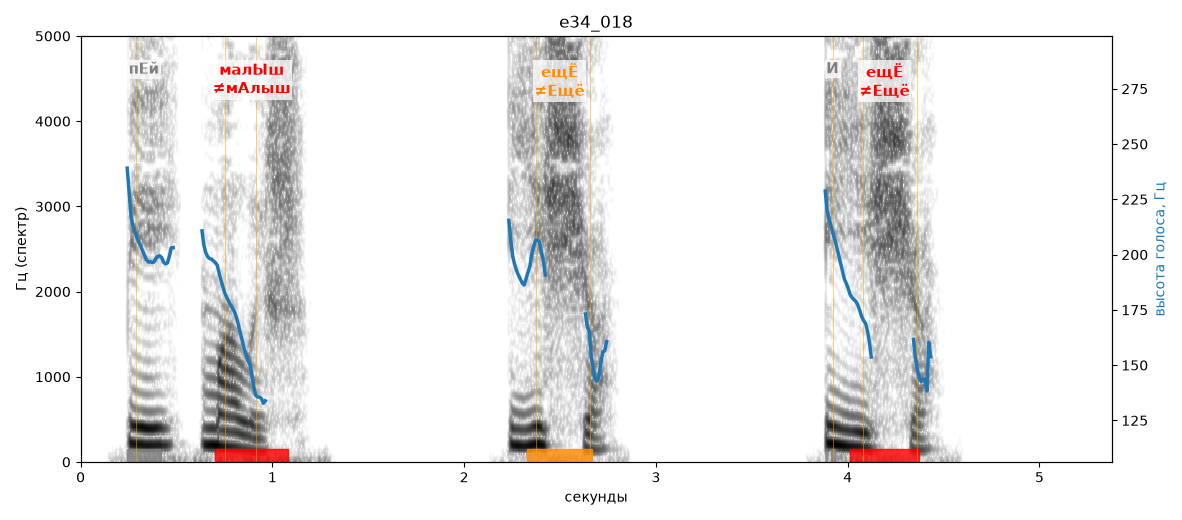 e34_018
5000
4000
3000
2000
1000
0
Гц (спектр)
пЕй
малЫш
≠мАлыш
ещЁ
≠Ещё
И
ещЁ
≠Ещё
275
250
225
200
175
150
125
высота голоса, Гц
0
1
2
3
4
5
секунды